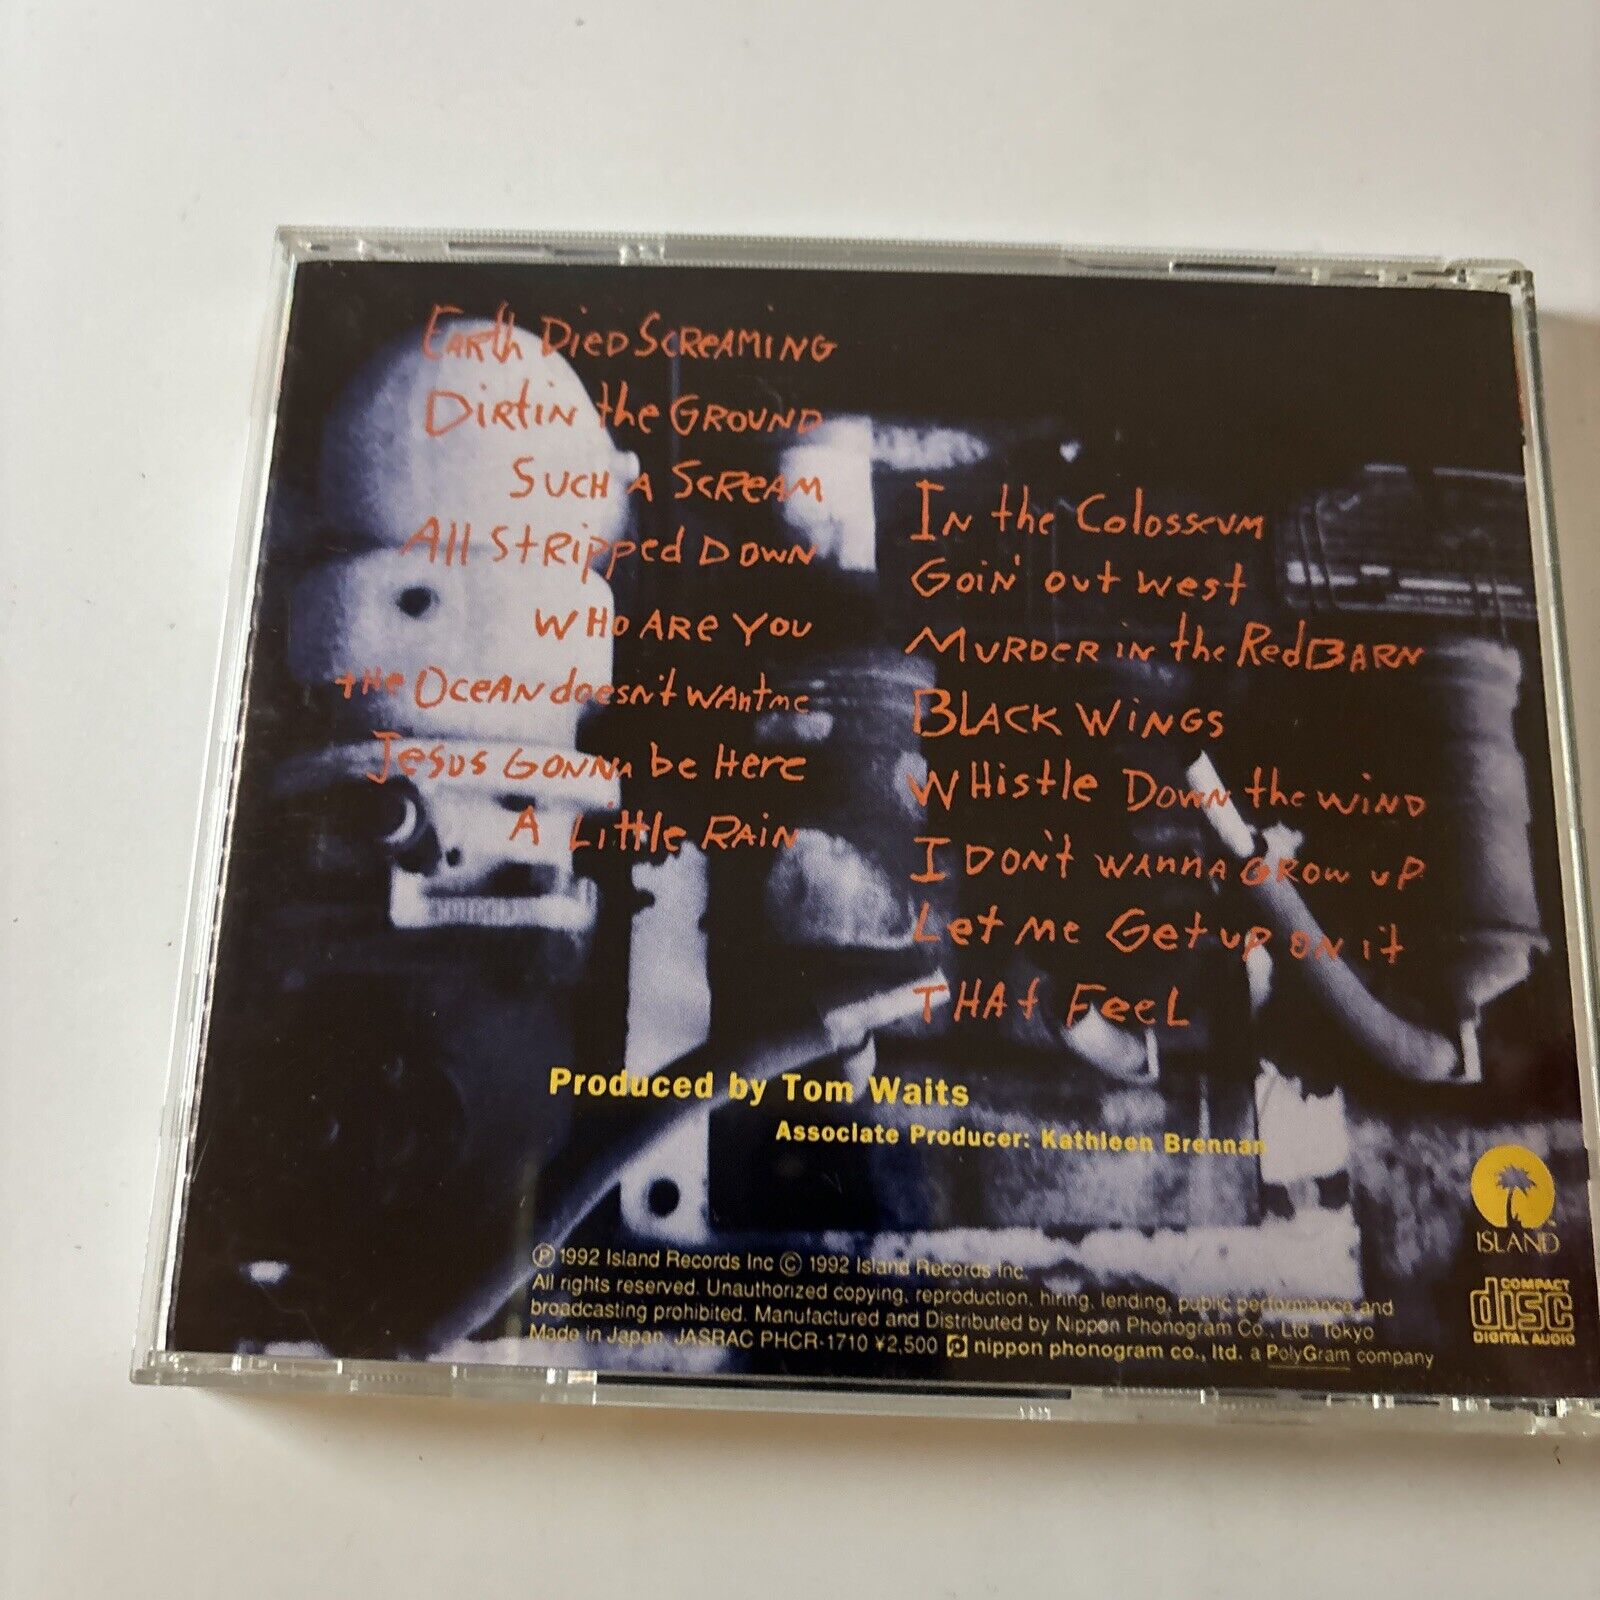 Earth Died Screaming
Dirt in the Ground
Such A Scream
All Stripped Down
Who Are You
the Ocean doesn't want me
Jesus Gonna be Here
A Little Rain
In the Colosseum
Goin' out west
Murder in the Red Barn
Black Wings
Whistle Down the Wind
I Don't Wanna Grow up
Let Me Get up on it
That Feel
Produced by Tom Waits
Associate Producer: Kathleen Brennan
ISLAND
COMPACT
disc
DIGITAL AUDIO
Ⓟ 1992 Island Records Inc © 1992 Island Records Inc.
All rights reserved. Unauthorized copying, reproduction, hiring, lending, public performance and
broadcasting prohibited. Manufactured and Distributed by Nippon Phonogram Co., Ltd. Tokyo
Made in Japan. JASRAC PHCR-1710 ¥2,500 nippon phonogram co., ltd. a PolyGram company